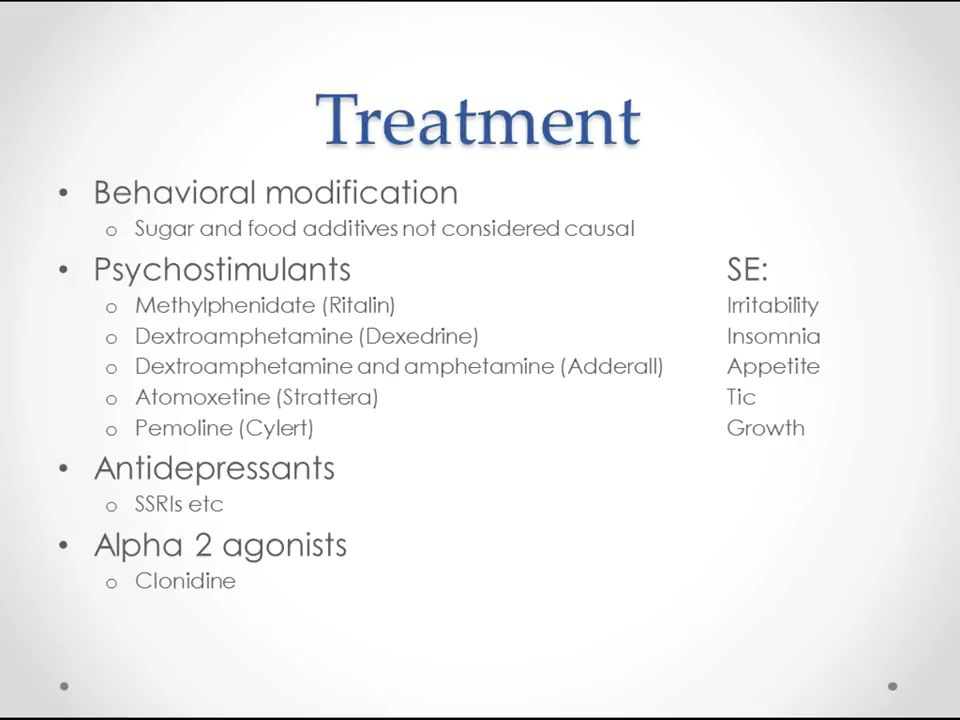 Treatment
• Behavioral modification
o Sugar and food additives not considered causal
• Psychostimulants SE:
o Methylphenidate (Ritalin) Irritability
o Dextroamphetamine (Dexedrine) Insomnia
o Dextroamphetamine and amphetamine (Adderall) Appetite
o Atomoxetine (Strattera) Tic
o Pemoline (Cylert) Growth
• Antidepressants
o SSRIs etc
• Alpha 2 agonists
o Clonidine